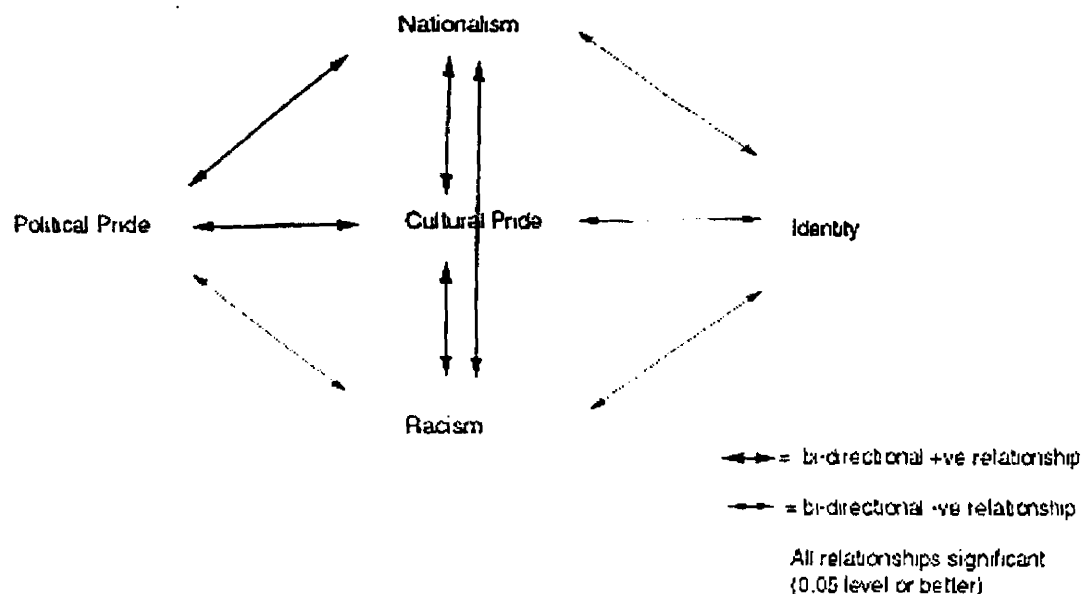 Nationalism
Political Pride
Cultural Pride
Identity
Racism
= bi-directional +ve relationship
= bi-directional -ve relationship
All relationships significant
(0.05 level or better)